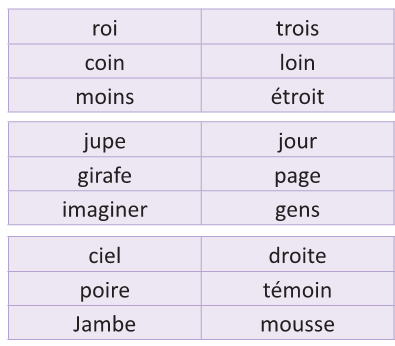 roi trois
coin loin
moins étroit
jupe jour
girafe page
imaginer gens
ciel droite
poire témoin
Jambe mousse